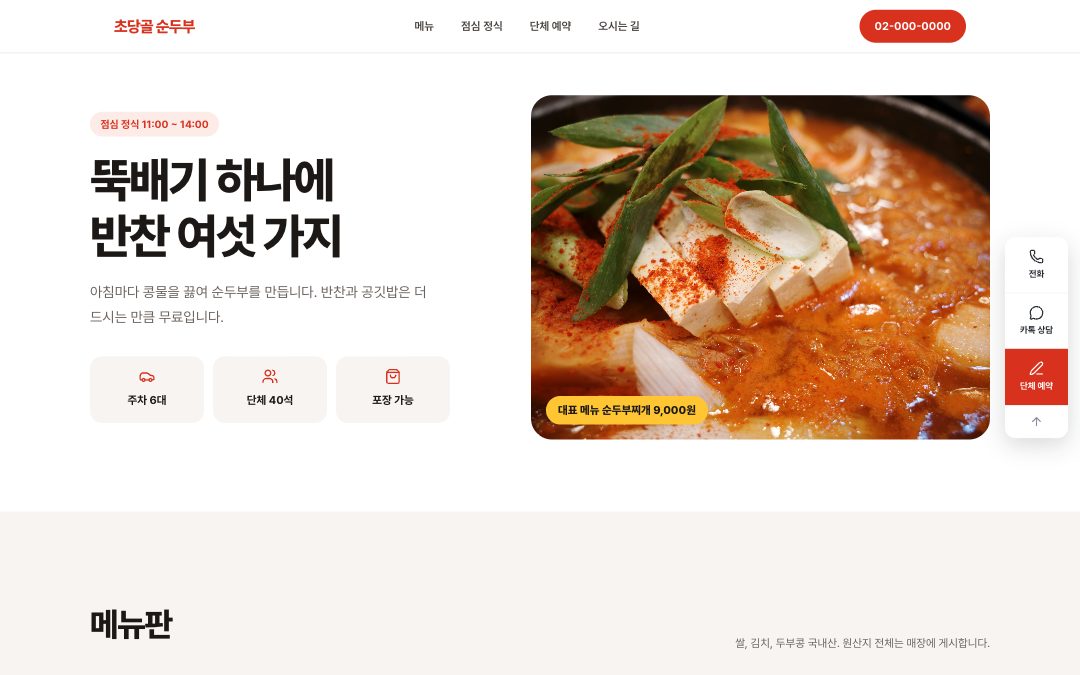 초당골 순두부
메뉴
점심 정식
단체 예약
오시는 길
02-000-0000
점심 정식 11:00 ~ 14:00
뚝배기 하나에
반찬 여섯 가지
아침마다 콩물을 끓여 순두부를 만듭니다. 반찬과 공깃밥은 더
드시는 만큼 무료입니다.
주차 6대
단체 40석
포장 가능
대표 메뉴 순두부찌개 9,000원
전화
카톡 상담
단체 예약
메뉴판
쌀, 김치, 두부콩 국내산. 원산지 전체는 매장에 게시합니다.